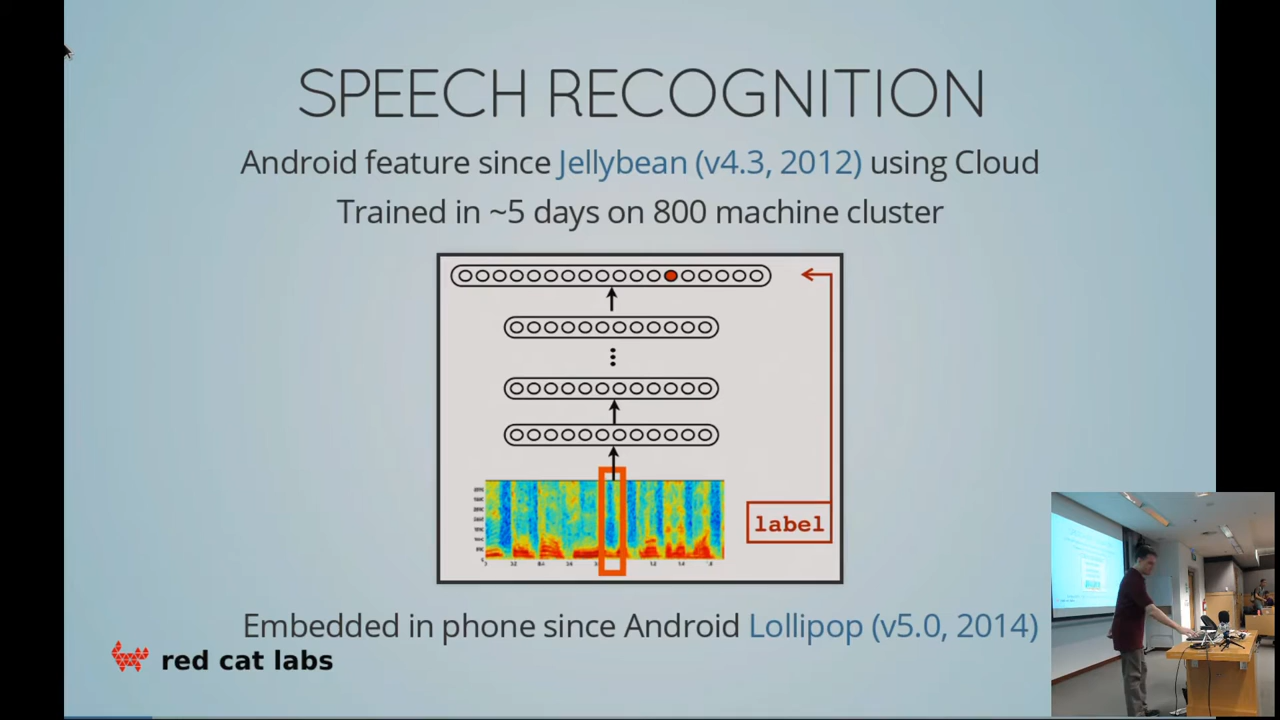 SPEECH RECOGNITION
Android feature since Jellybean (v4.3, 2012) using Cloud
Trained in ~5 days on 800 machine cluster
label
Embedded in phone since Android Lollipop (v5.0, 2014)
red cat labs